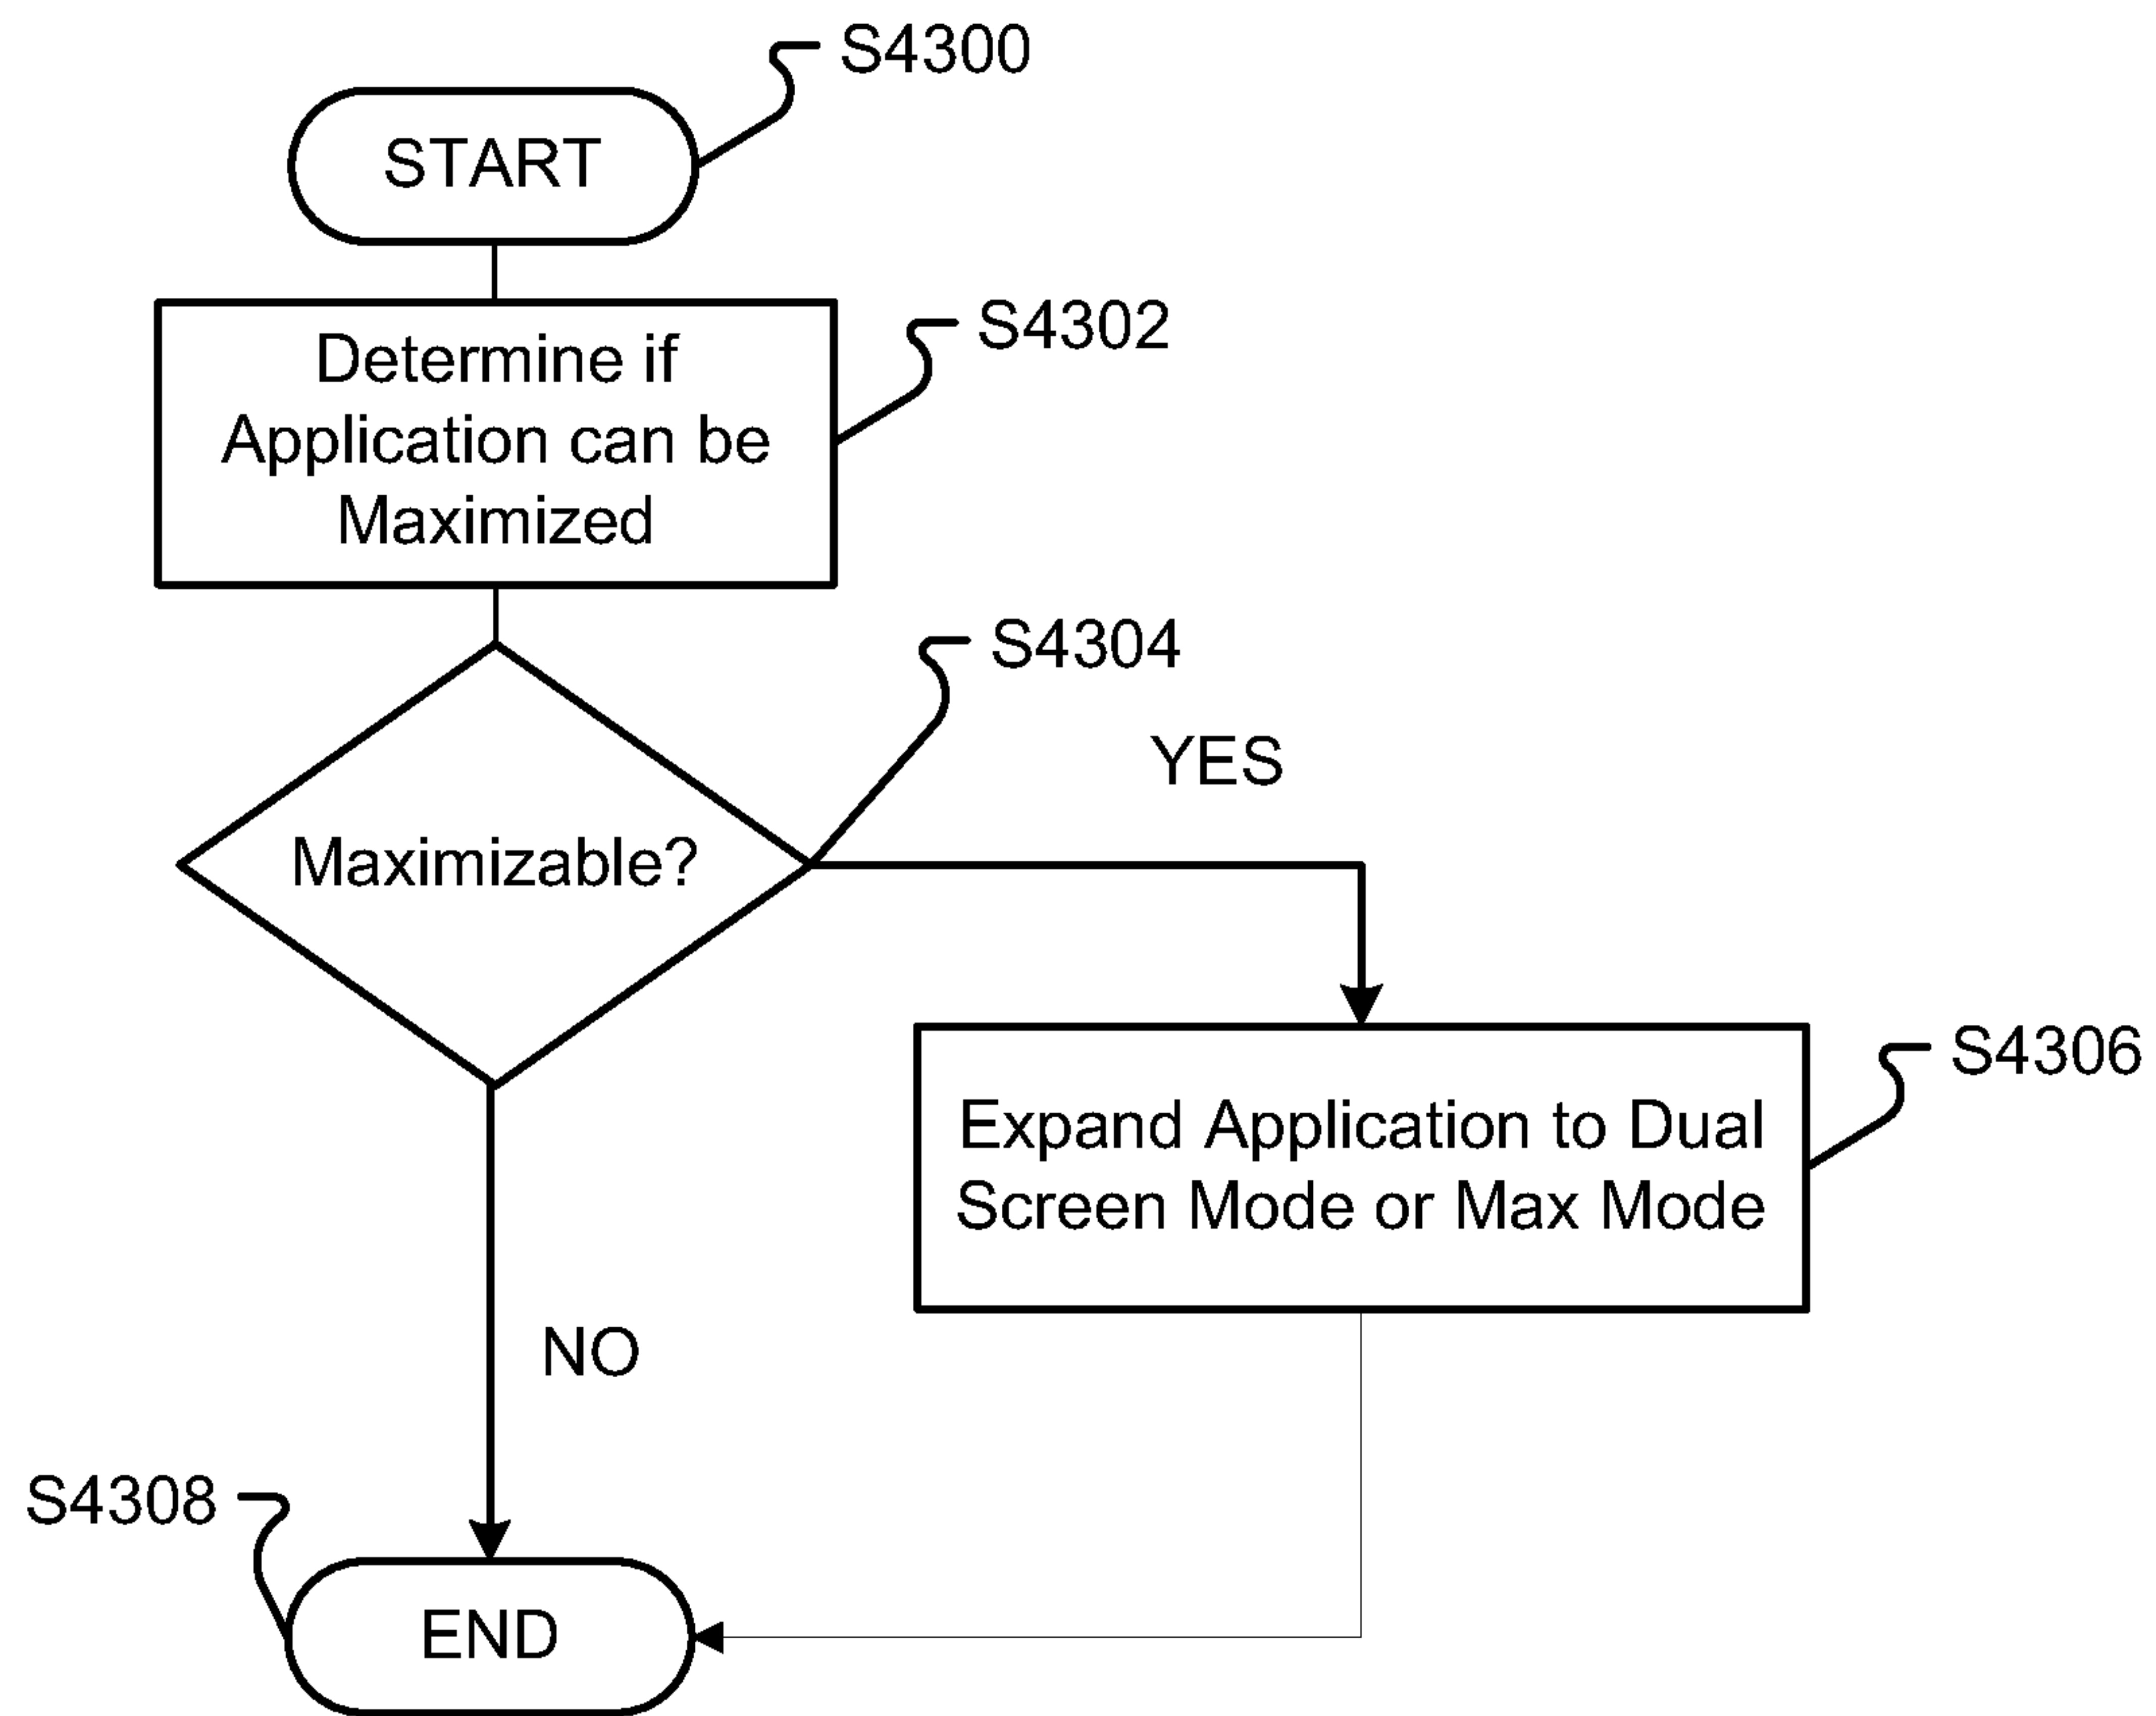 S4300
START
S4302
Determine if
Application can be
Maximized
S4304
YES
Maximizable?
S4306
Expand Application to Dual
Screen Mode or Max Mode
NO
S4308
END